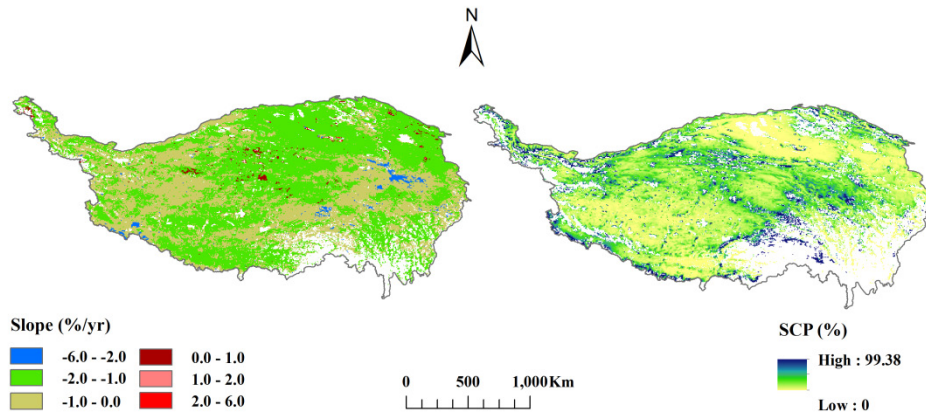 N
Slope (%/yr)
-6.0 - -2.0
0.0 - 1.0
-2.0 - -1.0
1.0 - 2.0
-1.0 - 0.0
2.0 - 6.0
0 500 1,000Km
SCP (%)
High : 99.38
Low : 0